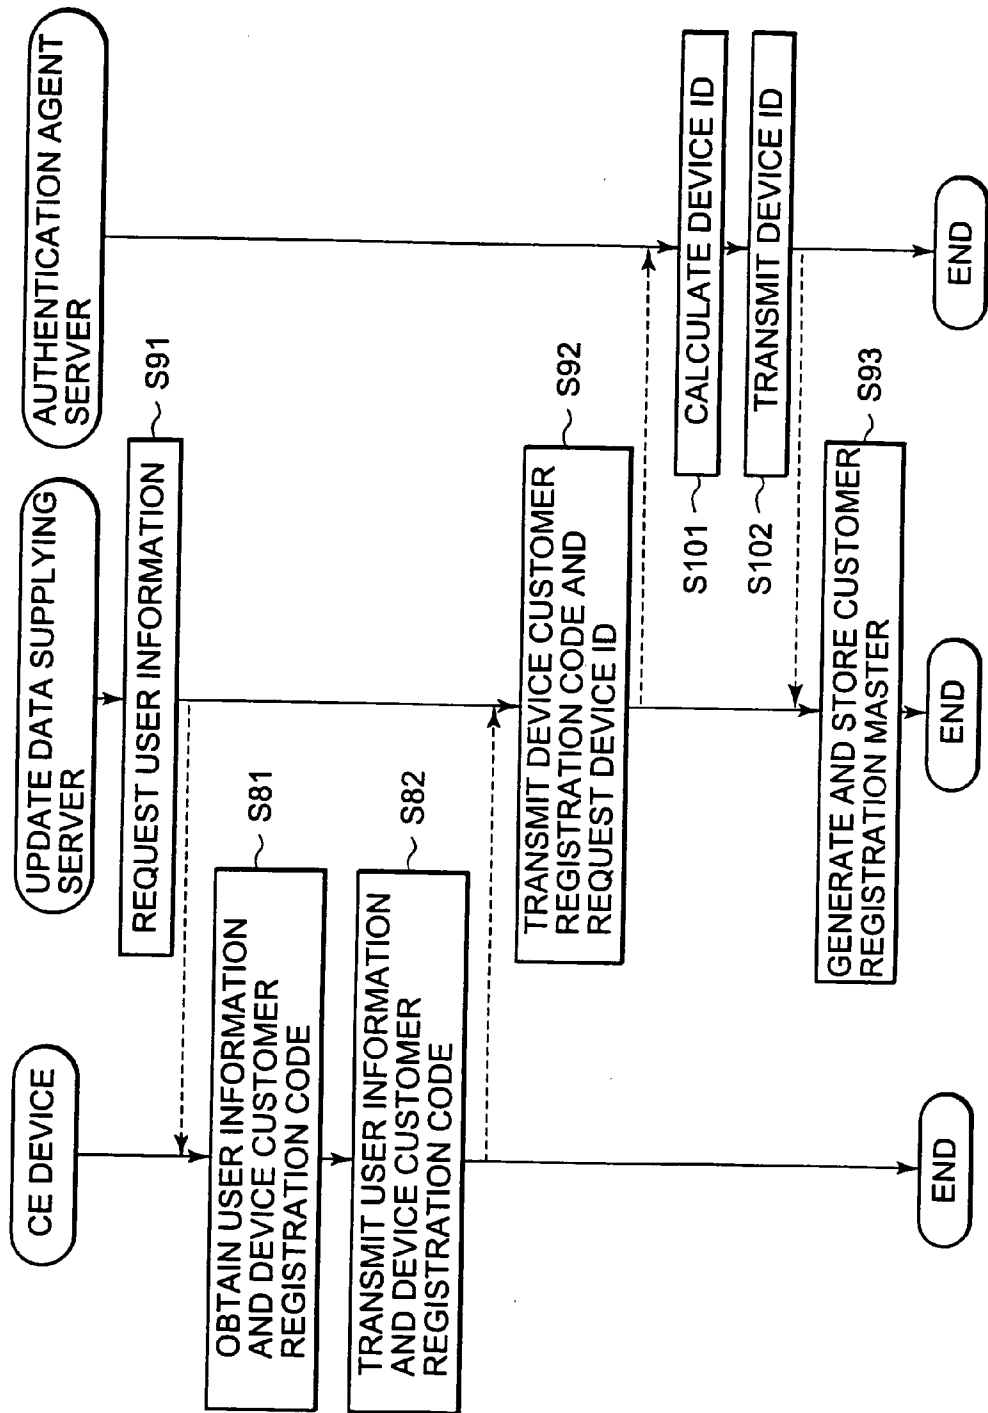 CE DEVICE
UPDATE DATA SUPPLYING
SERVER
AUTHENTICATION AGENT
SERVER
REQUEST USER INFORMATION
S91
OBTAIN USER INFORMATION
AND DEVICE CUSTOMER
REGISTRATION CODE
S81
TRANSMIT USER INFORMATION
AND DEVICE CUSTOMER
REGISTRATION CODE
S82
TRANSMIT DEVICE CUSTOMER
REGISTRATION CODE AND
REQUEST DEVICE ID
S92
S101
CALCULATE DEVICE ID
S102
TRANSMIT DEVICE ID
GENERATE AND STORE CUSTOMER
REGISTRATION MASTER
S93
END
END
END